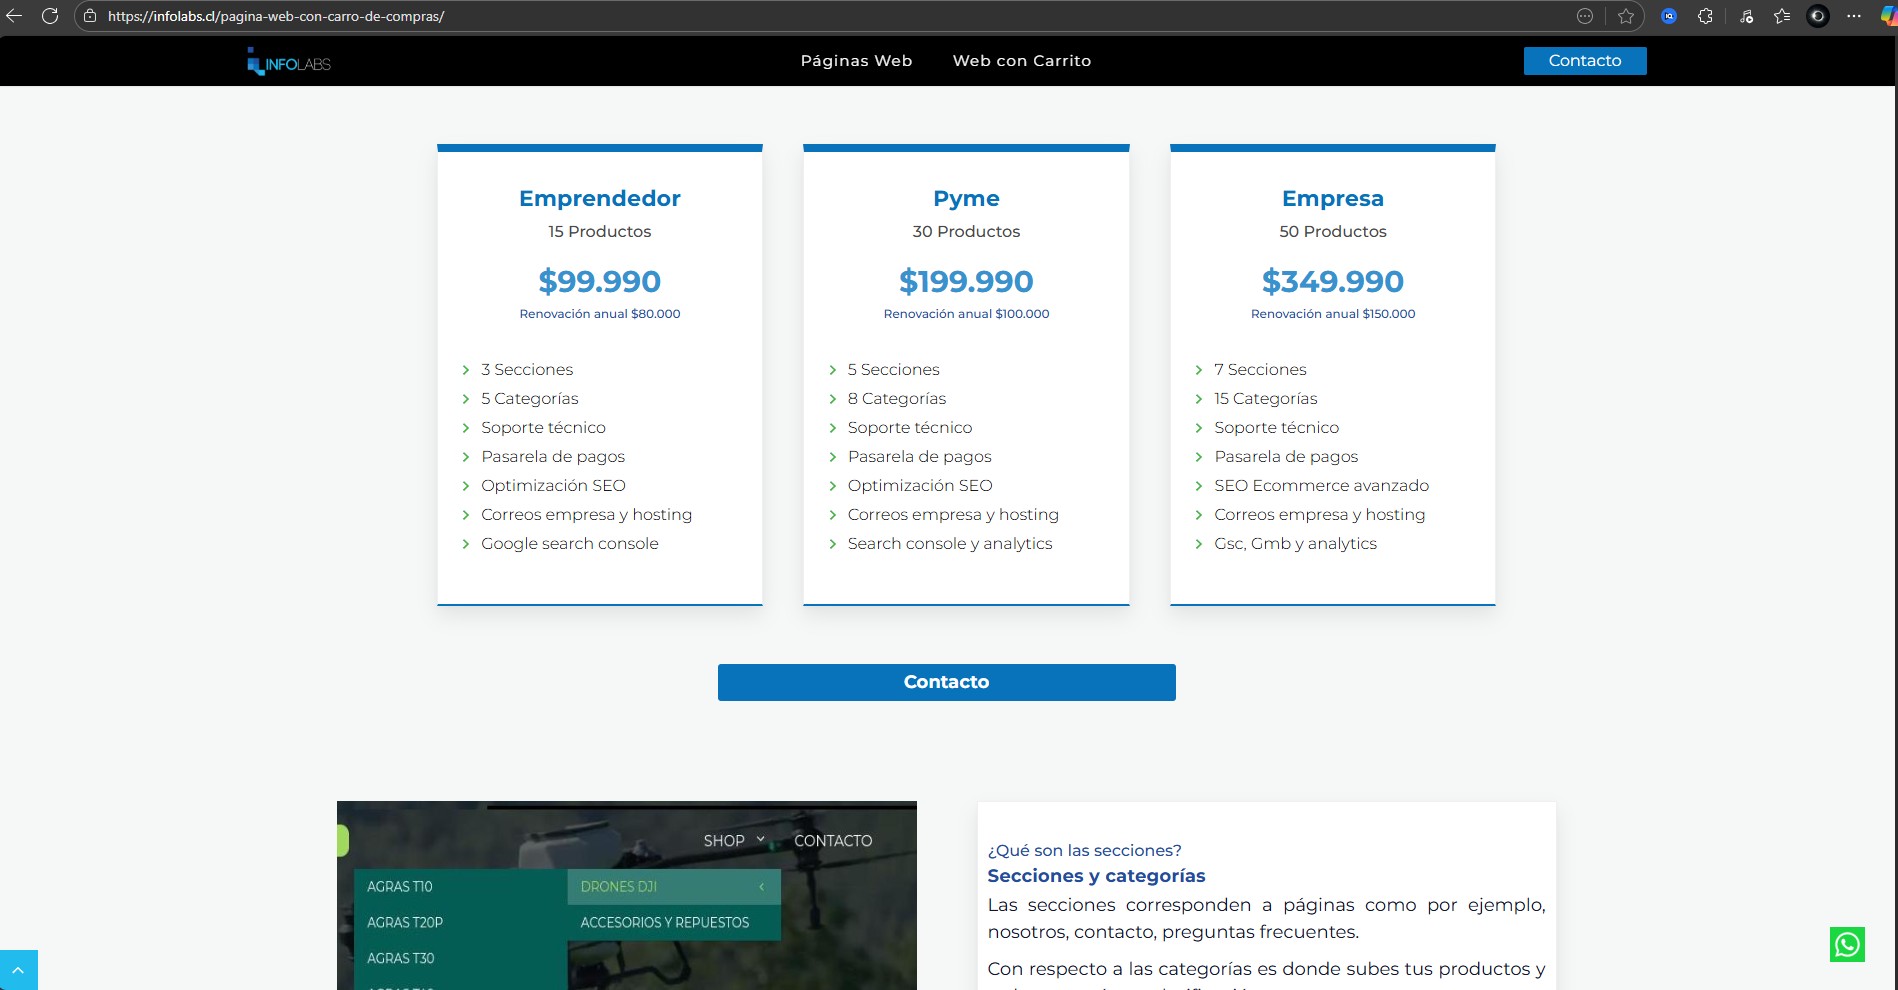 https://infolabs.cl/pagina-web-con-carro-de-compras/
INFOLABS
Páginas Web
Web con Carrito
Contacto
Emprendedor
15 Productos
$99.990
Renovación anual $80.000
3 Secciones
5 Categorías
Soporte técnico
Pasarela de pagos
Optimización SEO
Correos empresa y hosting
Google search console
Pyme
30 Productos
$199.990
Renovación anual $100.000
5 Secciones
8 Categorías
Soporte técnico
Pasarela de pagos
Optimización SEO
Correos empresa y hosting
Search console y analytics
Empresa
50 Productos
$349.990
Renovación anual $150.000
7 Secciones
15 Categorías
Soporte técnico
Pasarela de pagos
SEO Ecommerce avanzado
Correos empresa y hosting
Gsc, Gmb y analytics
Contacto
SHOP
CONTACTO
AGRAS T10
AGRAS T20P
AGRAS T30
DRONES DJI
ACCESORIOS Y REPUESTOS
¿Qué son las secciones?
Secciones y categorías
Las secciones corresponden a páginas como por ejemplo,
nosotros, contacto, preguntas frecuentes.
Con respecto a las categorías es donde subes tus productos y